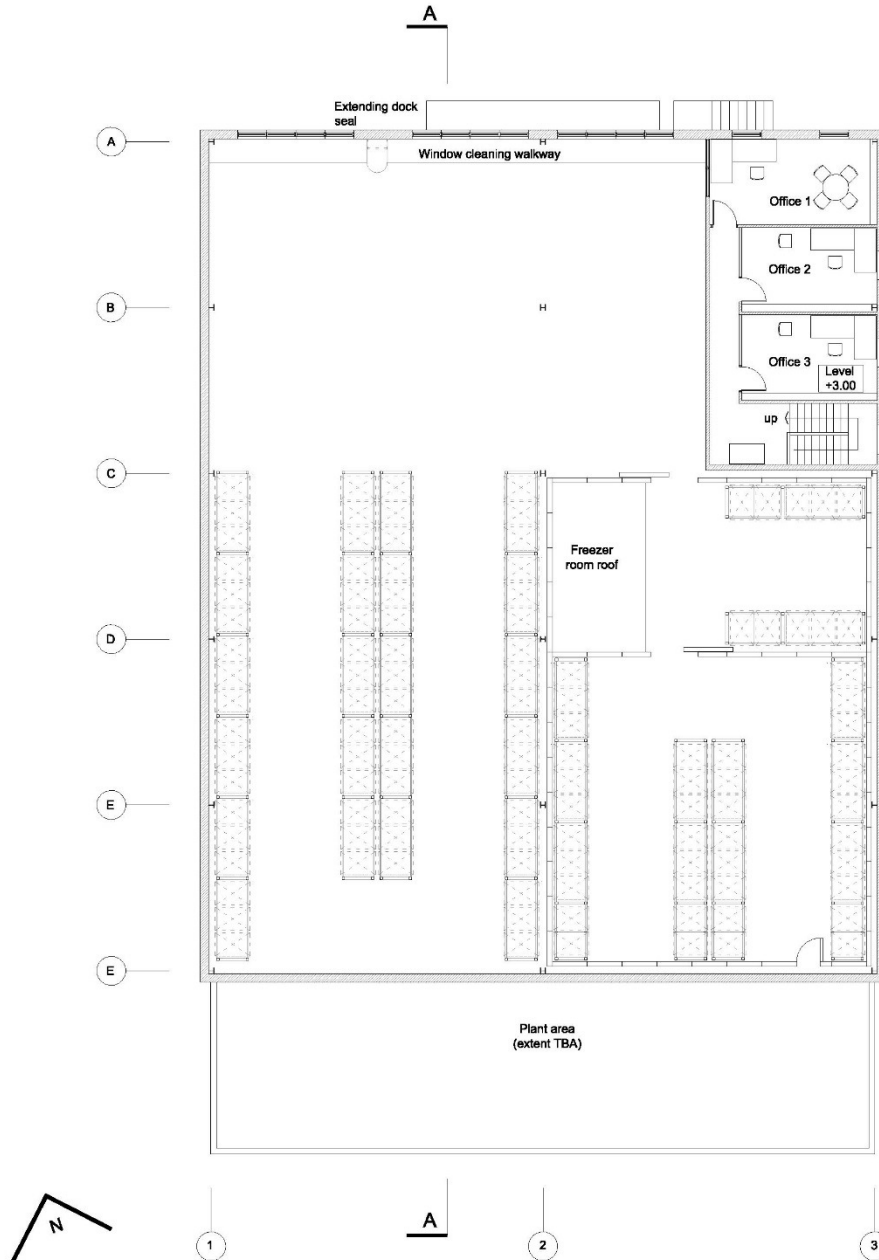 A
Extending dock
seal
A
Window cleaning walkway
Office 1
Office 2
B
Office 3
Level
+3.00
up
C
Freezer
room roof
D
E
E
Plant area
(extent TBA)
N
A
1
2
3